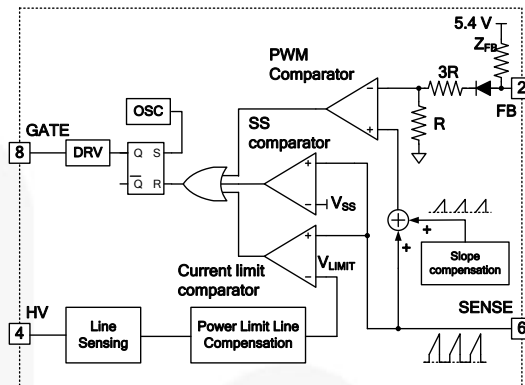 5.4 V
Z_FB
PWM
Comparator
3R
2
FB
OSC
SS
comparator
R
GATE
8
DRV
Q S
Q̅ R
V_SS
V_LIMIT
Current limit
comparator
Slope
compensation
HV
4
Line
Sensing
Power Limit Line
Compensation
SENSE
6